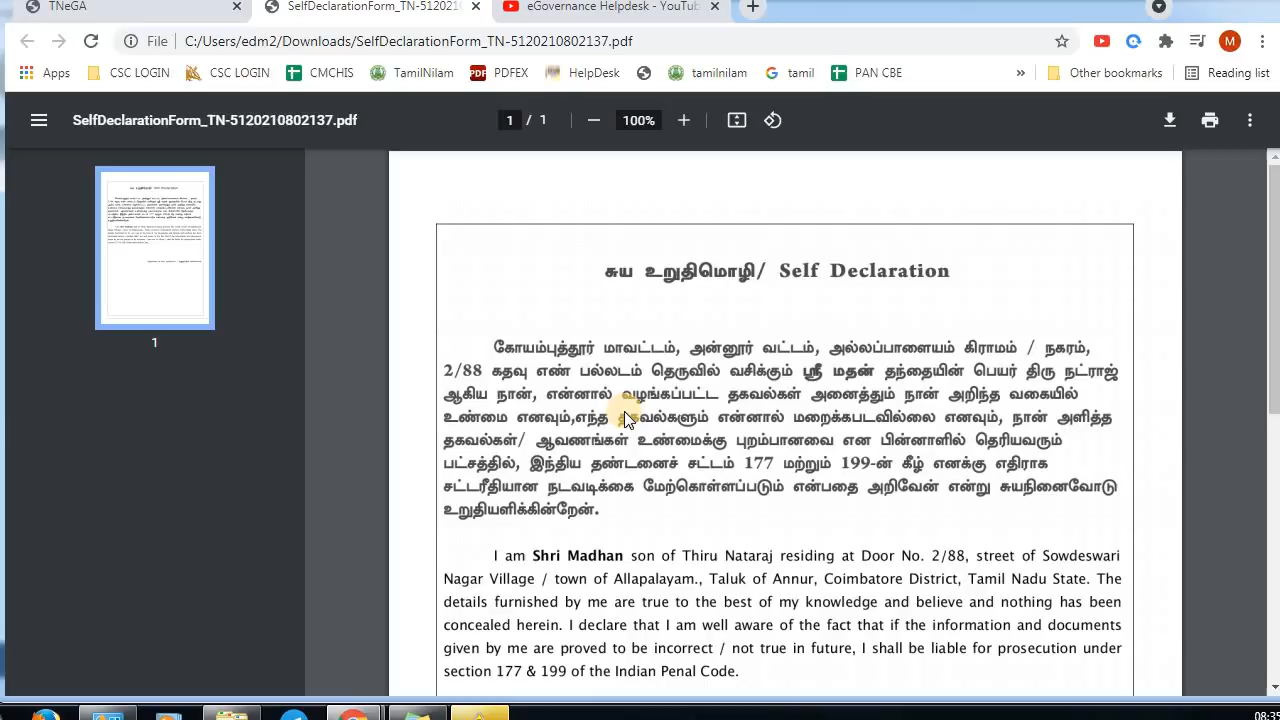 TNeGA
SelfDeclarationForm_TN-512021
eGovernance Helpdesk - YouTub
File C:/Users/edm2/Downloads/SelfDeclarationForm_TN-5120210802137.pdf
M
Apps CSC LOGIN CSC LOGIN CMCHIS TamilNilam PDF PDFEX HelpDesk tamilnilam tamil PAN CBE » Other bookmarks Reading list
SelfDeclarationForm_TN-5120210802137.pdf 1 / 1 100%
1
சுய உறுதிமொழி/ Self Declaration
கோயம்புத்தூர் மாவட்டம், அன்னூர் வட்டம், அல்லப்பாளையம் கிராமம் / நகரம்,
2/88 கதவு எண் பல்லடம் தெருவில் வசிக்கும் ஸ்ரீ மதன் தந்தையின் பெயர் திரு நட்ராஜ்
ஆகிய நான், என்னால் வழங்கப்பட்ட தகவல்கள் அனைத்தும் நான் அறிந்த வகையில்
உண்மை எனவும்,எந்த தகவல்களும் என்னால் மறைக்கபடவில்லை எனவும், நான் அளித்த
தகவல்கள்/ ஆவணங்கள் உண்மைக்கு புறம்பானவை என பின்னாளில் தெரியவரும்
பட்சத்தில், இந்திய தண்டனைச் சட்டம் 177 மற்றும் 199-ன் கீழ் எனக்கு எதிராக
சட்டரீதியான நடவடிக்கை மேற்கொள்ளப்படும் என்பதை அறிவேன் என்று சுயநினைவோடு
உறுதியளிக்கின்றேன்.
I am Shri Madhan son of Thiru Nataraj residing at Door No. 2/88, street of Sowdeswari
Nagar Village / town of Allapalayam., Taluk of Annur, Coimbatore District, Tamil Nadu State. The
details furnished by me are true to the best of my knowledge and believe and nothing has been
concealed herein. I declare that I am well aware of the fact that if the information and documents
given by me are proved to be incorrect / not true in future, I shall be liable for prosecution under
section 177 & 199 of the Indian Penal Code.